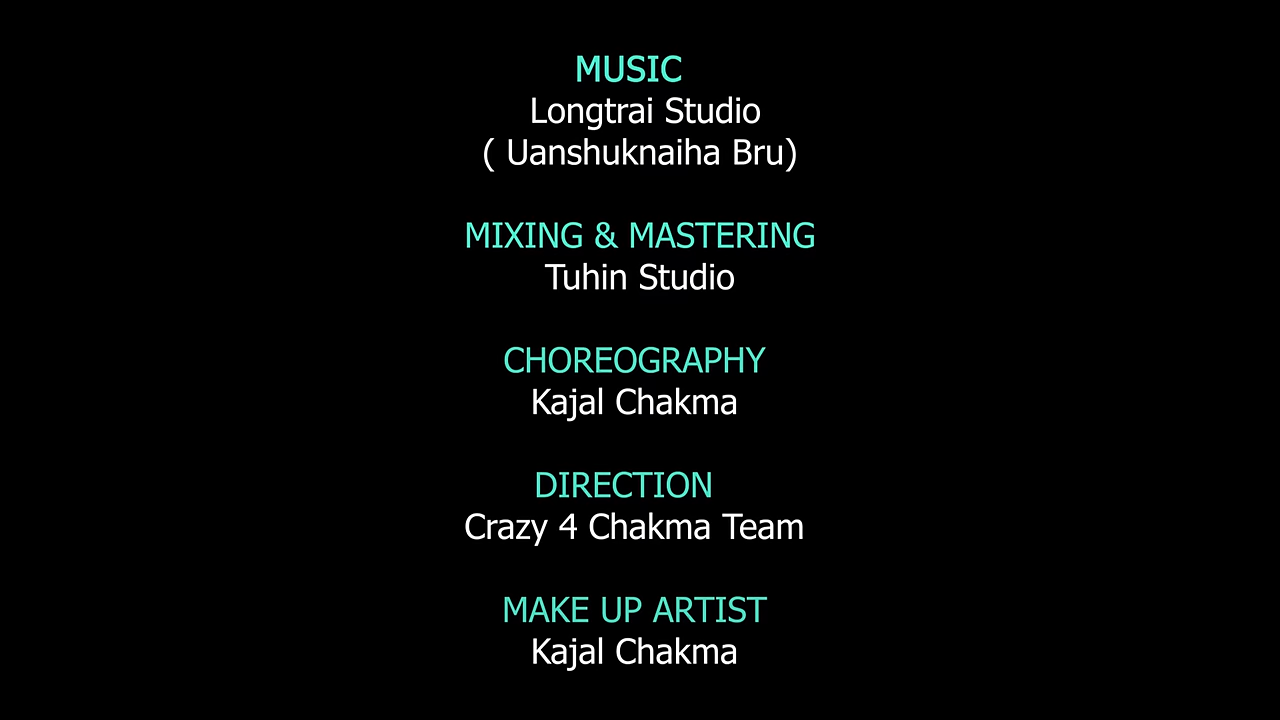 MUSIC
Longtrai Studio
( Uanshuknaiha Bru)
MIXING & MASTERING
Tuhin Studio
CHOREOGRAPHY
Kajal Chakma
DIRECTION
Crazy 4 Chakma Team
MAKE UP ARTIST
Kajal Chakma